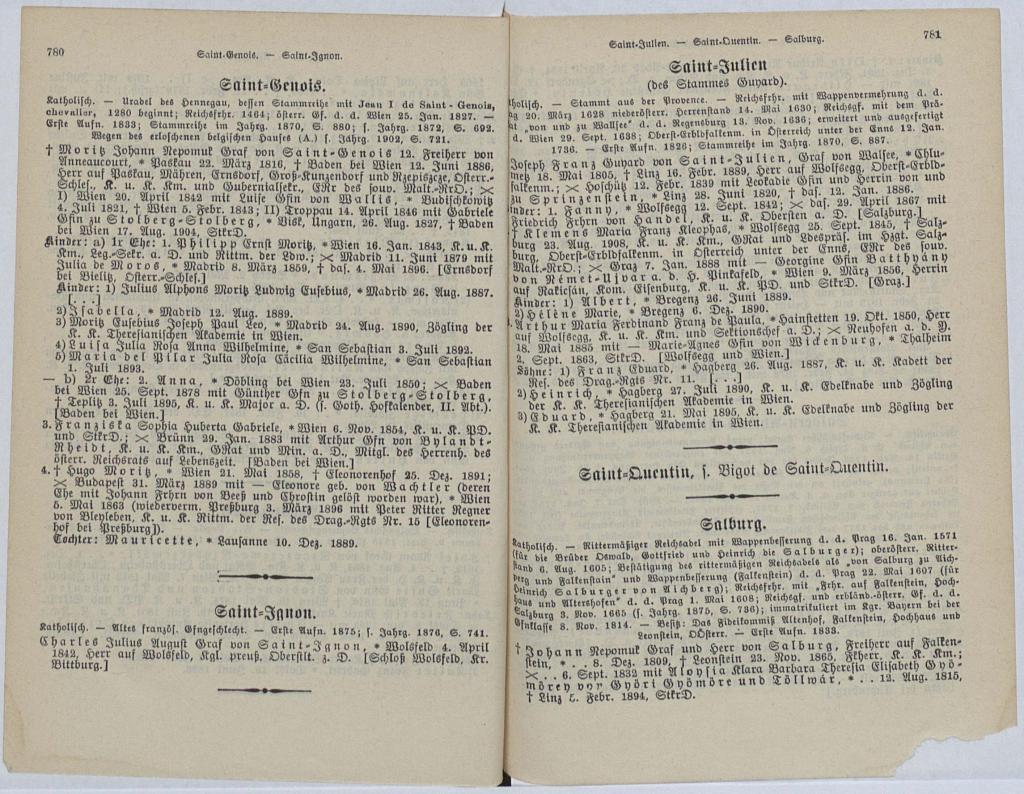 780
Saint-Genois. — Saint-Ignon.
Saint-Genois.
Katholisch. — Uradel des Hennegau, dessen Stammreihe mit Jean I de Saint-Genois,
chevalier, 1280 beginnt; Reichsfrhr. 1464; österr. Gf. d. d. Wien 25. Jan. 1827. —
Erste Aufn. 1833; Stammreihe im Jahrg. 1870, S. 880; s. Jahrg. 1872, S. 692.
Wegen des erloschenen belgischen Hauses (A.) s. Jahrg. 1902, S. 721.
† Moritz Johann Nepomuk Graf von Saint-Genois 12. Freiherr von
Anneaucourt, * Paskau 22. März 1816, † Baden bei Wien 12. Juni 1886,
Herr auf Paskau, Mähren, Ernsdorf, Groß-Kunzendorf und Rzepiszcze, Österr.-
Schles., K. u. K. Km. und Gubernialsekr., ERr des souv. Malt.-RrO.; ⚔
I) Wien 20. April 1842 mit Luise Gfin von Wallis, * Budischkowitz
4. Juli 1821, † Wien 5. Febr. 1843; II) Troppau 14. April 1846 mit Gabriele
Gfin zu Stolberg-Stolberg, * Visk, Ungarn, 26. Aug. 1827, † Baden
bei Wien 17. Aug. 1904, StkrD.
Kinder: a) 1r Ehe: 1. Philipp Ernst Moritz, * Wien 16. Jan. 1843, K. u. K.
Km., Leg.-Sekr. a. D. und Rittm. der Ldw.; ⚔ Madrid 11. Juni 1879 mit
Julia de Moros, * Madrid 8. März 1859, † das. 4. Mai 1896. [Ernsdorf
bei Bielitz, Österr.-Schles.]
Kinder: 1) Julius Alphons Moritz Ludwig Eusebius, * Madrid 26. Aug. 1887.
[. . .]
2) Isabella, * Madrid 12. Aug. 1889.
3) Moritz Eusebius Joseph Paul Leo, * Madrid 24. Aug. 1890, Zögling der
K. K. Theresianischen Akademie in Wien.
4) Luisa Julia Rosa Anna Wilhelmine, * San Sebastian 3. Juli 1892.
5) Maria del Pilar Julia Rosa Cäcilia Wilhelmine, * San Sebastian
1. Juli 1893.
— b) 2r Ehe: 2. Anna, * Döbling bei Wien 23. Juli 1850; ⚔ Baden
bei Wien 25. Sept. 1878 mit Günther Gfn zu Stolberg-Stolberg,
† Teplitz 3. Juli 1895, K. u. K. Major a. D. (s. Goth. Hofkalender, II. Abt.).
[Baden bei Wien.]
3. Franziska Sophia Huberta Gabriele, * Wien 6. Nov. 1854, K. u. K. PD.
und StkrD.; ⚔ Brünn 29. Jan. 1883 mit Arthur Gfn von Bylandt-
Rheidt, K. u. K. Km., GRat und Min. a. D., Mitgl. des Herrenh. des
österr. Reichsrats auf Lebenszeit. [Baden bei Wien.]
4. † Hugo Moritz, * Wien 21. Mai 1858, † Eleonorenhof 25. Dez. 1891;
⚔ Budapest 31. März 1889 mit — Eleonore geb. von Wachtler (deren
Ehe mit Johann Frhrn von Beeß und Chrostin gelöst worden war), * Wien
5. Mai 1863 (wiederverm. Preßburg 3. März 1896 mit Peter Ritter Regner
von Bleyleben, K. u. K. Rittm. der Res. des Drag.-Rgts Nr. 15 [Eleonoren-
hof bei Preßburg]).
Tochter: Mauricette, * Lausanne 10. Dez. 1889.
Saint-Ignon.
Katholisch. — Altes französ. Gfngeschlecht. — Erste Aufn. 1875; s. Jahrg. 1876, S. 741.
Charles Julius August Graf von Saint-Ignon, * Wolsfeld 4. April
1842, Herr auf Wolsfeld, Kgl. preuß. Oberstlt. z. D. [Schloß Wolsfeld, Kr.
Bittburg.]
Saint-Julien. — Saint-Quentin. — Salburg.
781
Saint-Julien
(des Stammes Guyard).
holisch. — Stammt aus der Provence. — Reichsfrhr. mit Wappenvermehrung d. d.
g 20. März 1628 niederösterr. Herrenstand 14. Mai 1630; Reichsgf. mit dem Prä-
at „von und zu Wallsee" d. d. Regensburg 13. Nov. 1636; erweitert und ausgefertigt
d. Wien 29. Sept. 1638; Oberst-Erblfalkenm. in Österreich unter der Enns 12. Jan.
1736. — Erste Aufn. 1826; Stammreihe im Jahrg. 1870, S. 887.
Joseph Franz Guyard von Saint-Julien, Graf von Walsee, * Chlu-
metz 18. Mai 1805, † Linz 16. Febr. 1889, Herr auf Wolfsegg, Oberst-Erbld-
falkenm.; ⚔ Hoschütz 12. Febr. 1839 mit Leokadie Gfin und Herrin von und
zu Sprinzenstein, * Linz 28. Juni 1820, † das. 12. Jan. 1886.
inder: 1. Fanny, * Wolfsegg 12. Sept. 1842; ⚔ das. 29. April 1867 mit
Friedrich Frhrn von Handel, K. u. K. Obersten a. D. [Salzburg.]
† Klemens Maria Franz Kleophas, * Wolfsegg 25. Sept. 1845, † Salz-
burg 23. Aug. 1908, K. u. K. Km., GRat und Ldespräs. im Hzgt. Salz-
burg, Oberst-Erblfalkenm. in Österreich unter der Enns, ERr des souv.
Malt.-RrO.; ⚔ Graz 7. Jan. 1888 mit — Georgine Gfin Batthyány
von Német-Ujvara. d. H. Pinkafeld, * Wien 9. März 1856, Herrin
auf Rakicsán, Kom. Eisenburg, K. u. K. PD. und StkrD. [Graz.]
Kinder: 1) Albert, * Bregenz 26. Juni 1889.
2) Hélène Marie, * Bregenz 6. Dez. 1890.
Arthur Maria Ferdinand Franz de Paula, * Hainstetten 19. Okt. 1850, Herr
auf Wolfsegg, K. u. K. Km. und Sektionschef a. D.; ⚔ Neuhofen a. d. Y.
18. Mai 1885 mit — Marie-Agnes Gfin von Wickenburg, * Thalheim
2. Sept. 1863, StkrD. [Wolfsegg und Wien.]
Söhne: 1) Franz Eduard, * Hagberg 26. Aug. 1887, K. u. K. Kadett der
Res. des Drag.-Rgts Nr. 11. [. . .]
2) Heinrich, * Hagberg 27. Juli 1890, K. u. K. Edelknabe und Zögling
der K. K. Theresianischen Akademie in Wien.
3) Eduard, * Hagberg 21. Mai 1895, K. u. K. Edelknabe und Zögling der
K. K. Theresianischen Akademie in Wien.
Saint-Quentin, s. Bigot de Saint-Quentin.
Salburg.
Katholisch. — Rittermäßiger Reichsadel mit Wappenbesserung d. d. Prag 16. Jan. 1571
(für die Brüder Oswald, Gottfried und Heinrich die Salburger); oberösterr. Ritter-
stand 6. Aug. 1605; Bestätigung des rittermäßigen Reichsadels als „von Salburg zu Aich-
perg und Falkenstain" und Wappenbesserung (Falkenstein) d. d. Prag 22. Mai 1607 (für
Heinrich Salburger von Aichberg); Reichsfrhr. mit „Frhr. auf Falkenstein, Hoch-
haus und Altershofen" d. d. Prag 1. Mai 1608; Reichsgf. und erbländ.-österr. Gf. d. d.
Salzburg 3. Nov. 1665 (s. Jahrg. 1875, S. 736); immatrikuliert im Kgr. Bayern bei der
Gfnklasse 8. Nov. 1814. — Besitz: Das Fideikommiß Altenhof, Falkenstein, Hochhaus und
Leonstein, OÖsterr. — Erste Aufn. 1833.
† Johann Nepomuk Graf und Herr von Salburg, Freiherr auf Falken-
stein, * . . 8. Dez. 1809, † Leonstein 23. Nov. 1865, Fkherr, K. K. Km.;
⚔ . . 6. Sept. 1832 mit Aloysia Klara Barbara Theresia Elisabeth Gyö-
mörey von Györi Gyömöre und Töllwár, * . . 12. Aug. 1815,
† Linz 2. Febr. 1894, StkrD.